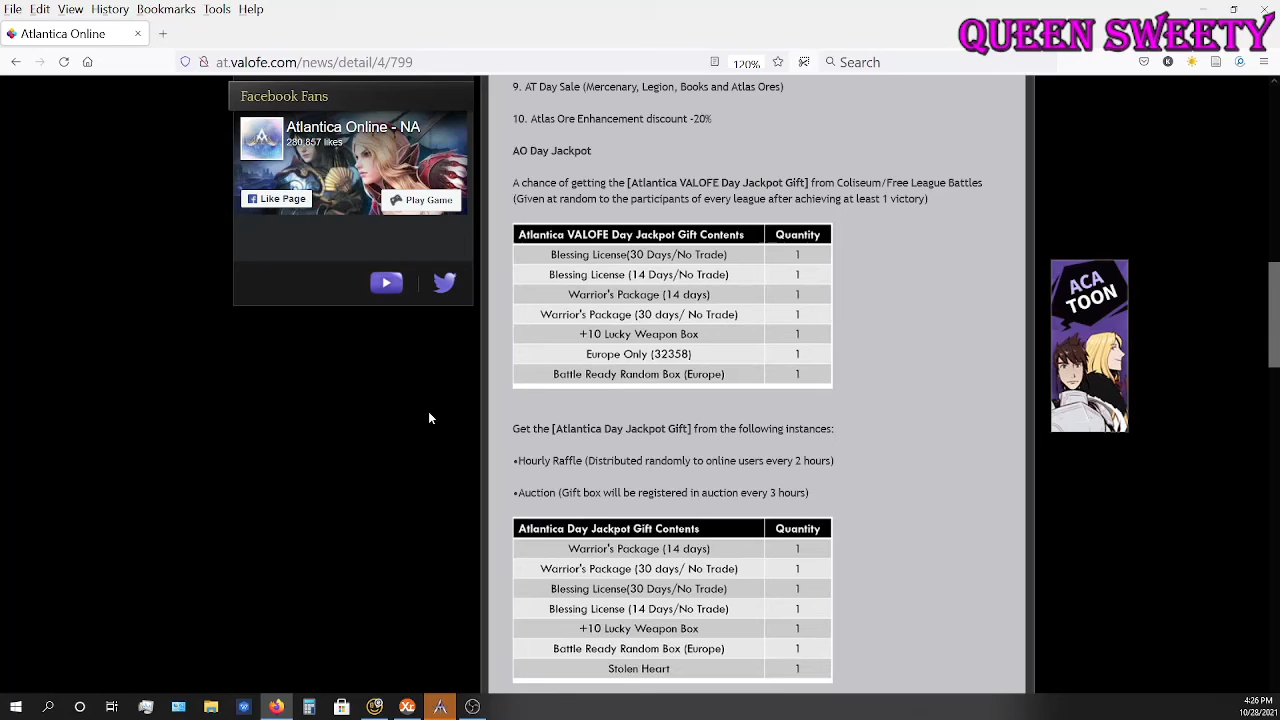 File Edit View History Bookmarks Tools Help
QUEEN SWEETY
Atlantica Online
at.valofe.com/news/detail/4/799
120%
Search
Facebook Fans
Atlantica Online - NA
280,857 likes
Like Page
Play Game
9. AT Day Sale (Mercenary, Legion, Books and Atlas Ores)
10. Atlas Ore Enhancement discount -20%
AO Day Jackpot
A chance of getting the [Atlantica VALOFE Day Jackpot Gift] from Coliseum/Free League Battles
(Given at random to the participants of every league after achieving at least 1 victory)
Atlantica VALOFE Day Jackpot Gift Contents Quantity
Blessing License(30 Days/No Trade) 1
Blessing License (14 Days/No Trade) 1
Warrior's Package (14 days) 1
Warrior's Package (30 days/ No Trade) 1
+10 Lucky Weapon Box 1
Europe Only (32358) 1
Battle Ready Random Box (Europe) 1
ACA
TOON
Get the [Atlantica Day Jackpot Gift] from the following instances:
•Hourly Raffle (Distributed randomly to online users every 2 hours)
•Auction (Gift box will be registered in auction every 3 hours)
Atlantica Day Jackpot Gift Contents Quantity
Warrior's Package (14 days) 1
Warrior's Package (30 days/ No Trade) 1
Blessing License(30 Days/No Trade) 1
Blessing License (14 Days/No Trade) 1
+10 Lucky Weapon Box 1
Battle Ready Random Box (Europe) 1
Stolen Heart 1
4:26 PM
10/28/2021